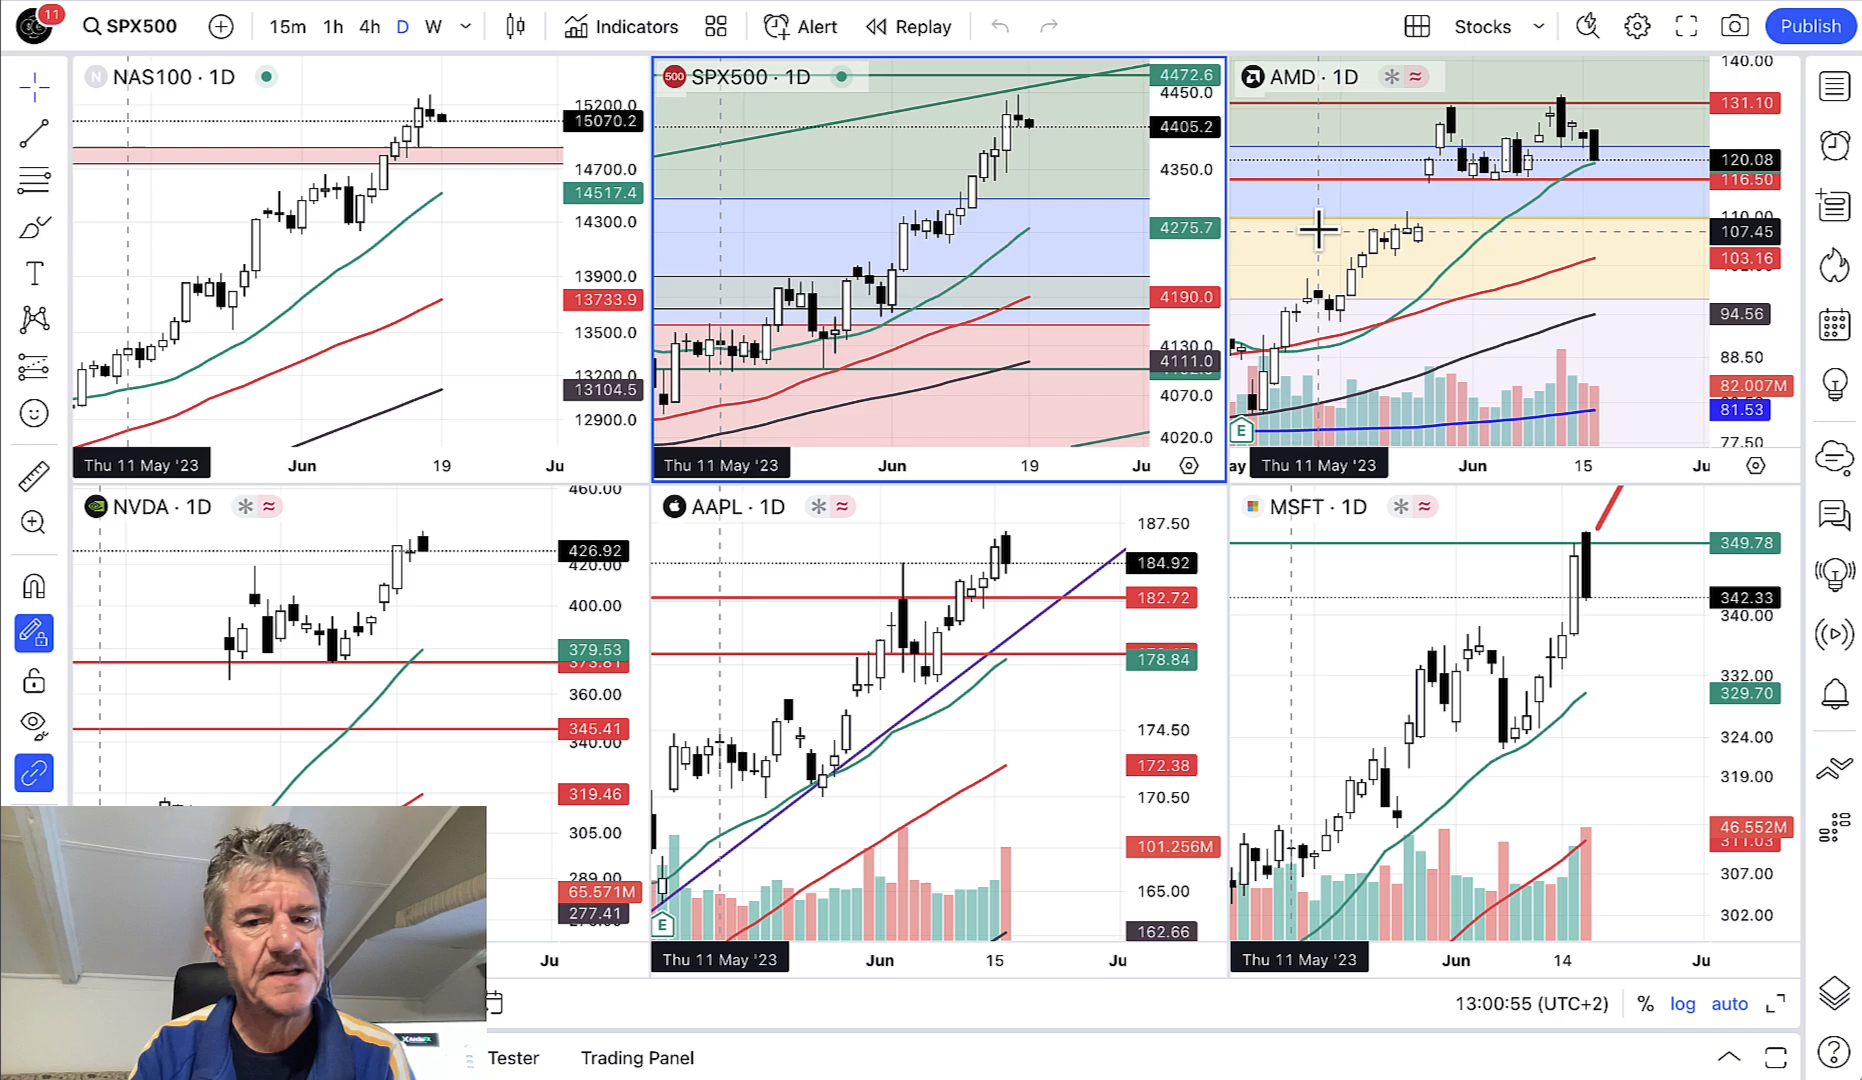 11
SPX500
15m 1h 4h D W
Indicators
Alert
Replay
Stocks
Publish
NAS100 · 1D
15200.0
15070.2
14700.0
14517.4
14300.0
13900.0
13733.9
13500.0
13200.0
13104.5
12900.0
Thu 11 May '23
Jun
19
Ju
500
SPX500 · 1D
4472.6
4450.0
4405.2
4350.0
4275.7
4190.0
4130.0
4111.0
4070.0
4020.0
Thu 11 May '23
Jun
19
Ju
AMD · 1D
140.00
131.10
120.08
116.50
110.00
107.45
103.16
94.56
88.50
82.007M
81.53
77.50
E
ay
Thu 11 May '23
Jun
15
Ju
NVDA · 1D
460.00
426.92
420.00
400.00
379.53
373.81
360.00
345.41
340.00
319.46
305.00
289.00
65.571M
277.41
Ju
AAPL · 1D
187.50
184.92
182.72
178.84
174.50
172.38
170.50
101.256M
165.00
162.66
E
Thu 11 May '23
Jun
15
Ju
MSFT · 1D
349.78
342.33
340.00
332.00
329.70
324.00
319.00
46.552M
311.03
307.00
302.00
Thu 11 May '23
Jun
14
Ju
13:00:55 (UTC+2)
%
log
auto
Tester
Trading Panel